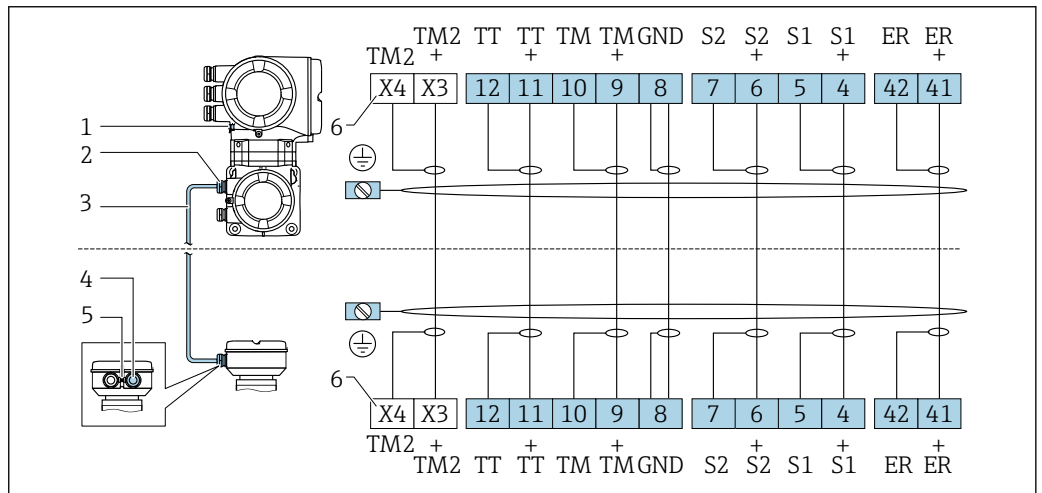 TM2 TT TT TM TM GND S2 S2 S1 S1 ER ER
TM2 + + + + + +
X4 X3 12 11 10 9 8 7 6 5 4 42 41
1
6
2
3
4
5
6
X4 X3 12 11 10 9 8 7 6 5 4 42 41
TM2 + + + + + +
TM2 TT TT TM TM GND S2 S2 S1 S1 ER ER